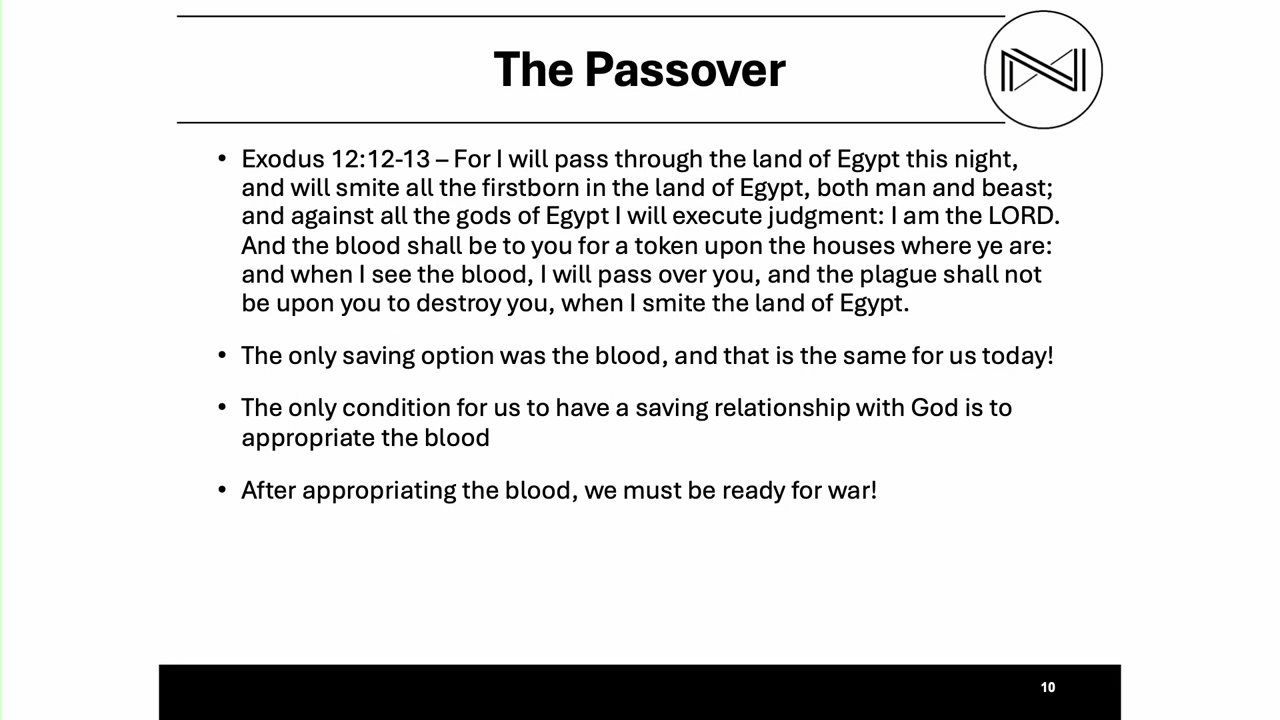 The Passover
• Exodus 12:12-13 – For I will pass through the land of Egypt this night,
and will smite all the firstborn in the land of Egypt, both man and beast;
and against all the gods of Egypt I will execute judgment: I am the LORD.
And the blood shall be to you for a token upon the houses where ye are:
and when I see the blood, I will pass over you, and the plague shall not
be upon you to destroy you, when I smite the land of Egypt.
• The only saving option was the blood, and that is the same for us today!
• The only condition for us to have a saving relationship with God is to
appropriate the blood
• After appropriating the blood, we must be ready for war!
10